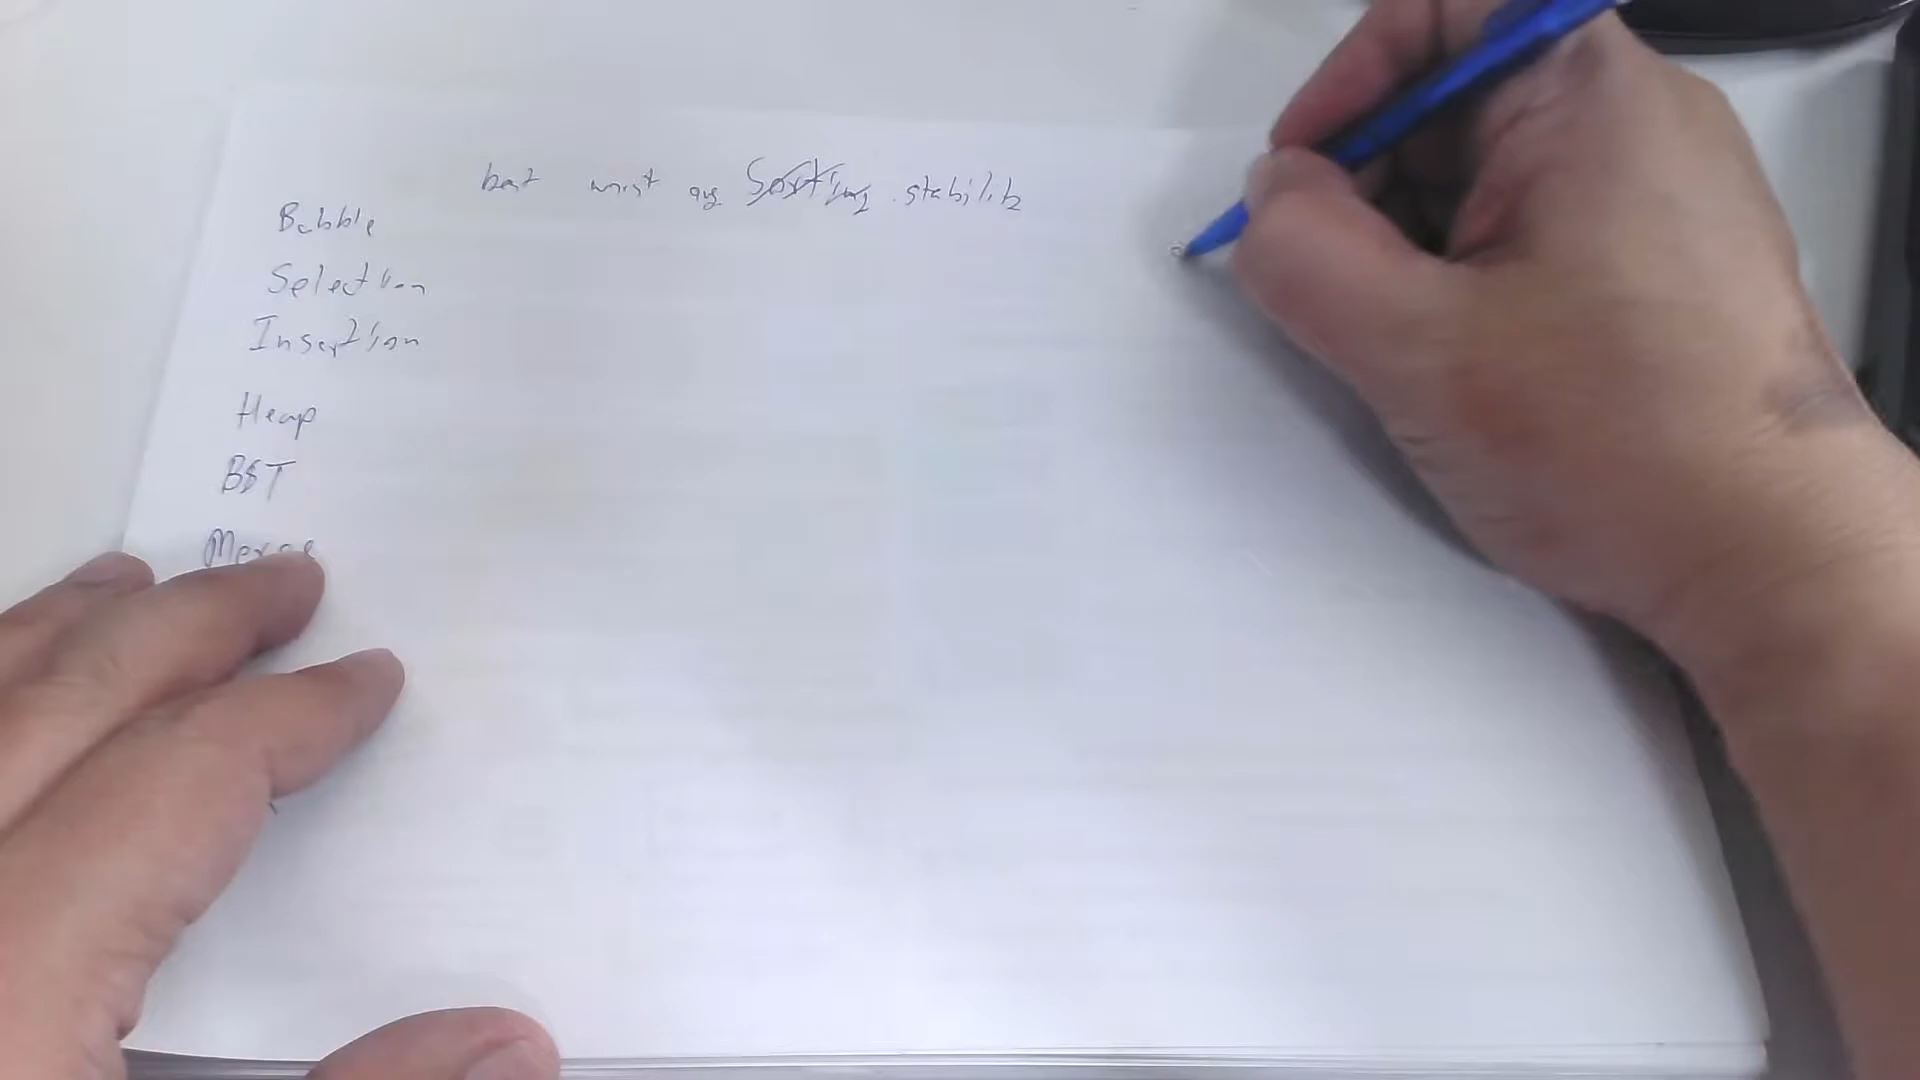 best worst avg Sorting stability
Bubble
Selection
Insertion
Heap
BST
Merge